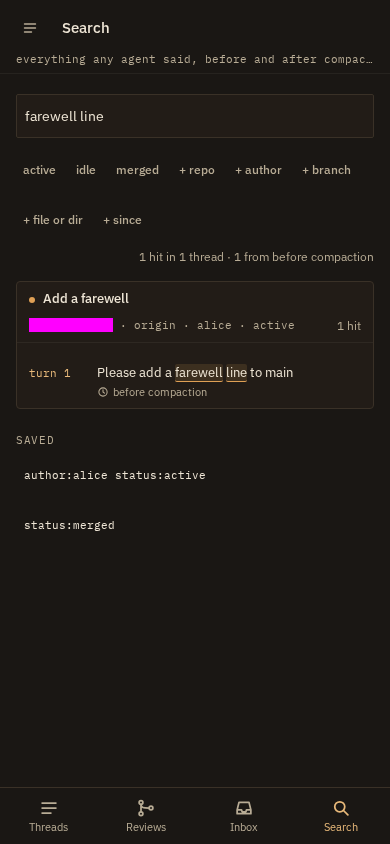 Search
everything any agent said, before and after compac…
farewell line
active idle merged + repo + author + branch
+ file or dir + since
1 hit in 1 thread · 1 from before compaction
Add a farewell
· origin · alice · active 1 hit
turn 1 Please add a farewell line to main
before compaction
SAVED
author:alice status:active
status:merged
Threads Reviews Inbox Search